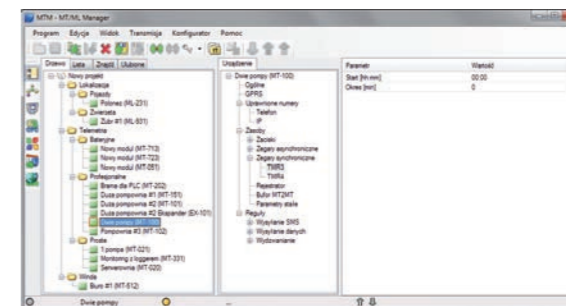 MTM - MT/ML Manager
Program Edycja Widok Transmisja Konfigurator Pomoc
Drzewo Lista Znajdź Ulubione
Nowy projekt
Lokalizacja
Pojazdy
Polonez (ML-231)
Zwierzęta
Żubr #1 (ML-931)
Telemetria
Bateryjne
Nowy moduł (MT-713)
Nowy moduł (MT-723)
Nowy moduł (MT-051)
Profesjonalne
Brama dla PLC (MT-202)
Duża pompownia #1 (MT-151)
Duża pompownia #2 (MT-101)
Duża pompownia #2 Ekspander (EX-101)
Dwie pompy (MT-100)
Pompownia #3 (MT-102)
Proste
1 pompa (MT-021)
Monitoring z loggerem (MT-331)
Serwerownia (MT-020)
Winda
Biuro #1 (MT-512)
Urządzenie
Dwie pompy (MT-100)
Ogólne
GPRS
Uprawnione numery
Telefon
IP
Zasoby
Zaciski
Zegary asynchroniczne
Zegary synchroniczne
TMR3
TMR4
Rejestrator
Bufor MT2MT
Parametry stałe
Reguły
Wysyłanie SMS
Wysyłanie danych
Wydzwanianie
Parametr Wartość
Start [hh:mm] 00:00
Okres [min] 0
Dwie pompy ...